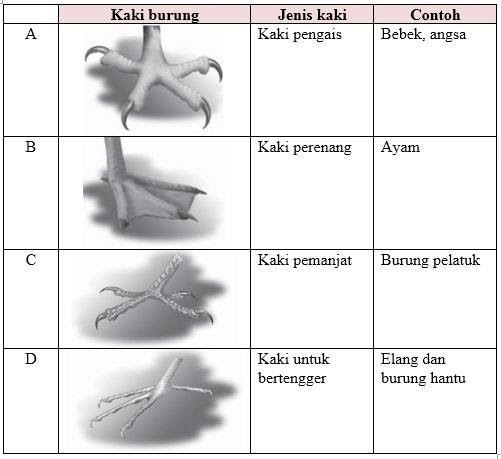 Kaki burung Jenis kaki Contoh
A Kaki pengais Bebek, angsa
B Kaki perenang Ayam
C Kaki pemanjat Burung pelatuk
D Kaki untuk Elang dan
bertengger burung hantu